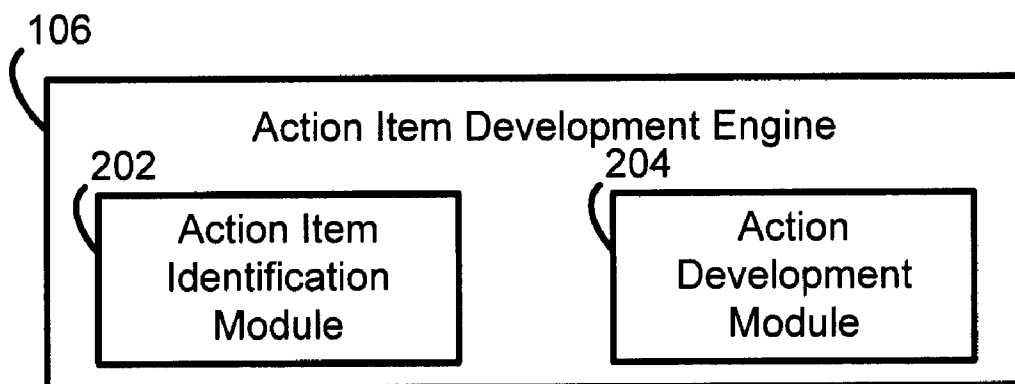 106
Action Item Development Engine
202
Action Item
Identification
Module
204
Action
Development
Module